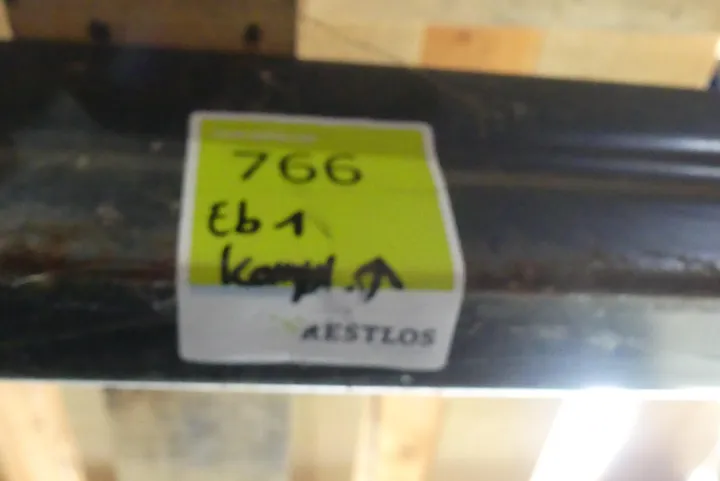 766
Eb 1
Kompl. ↑
RESTLOS